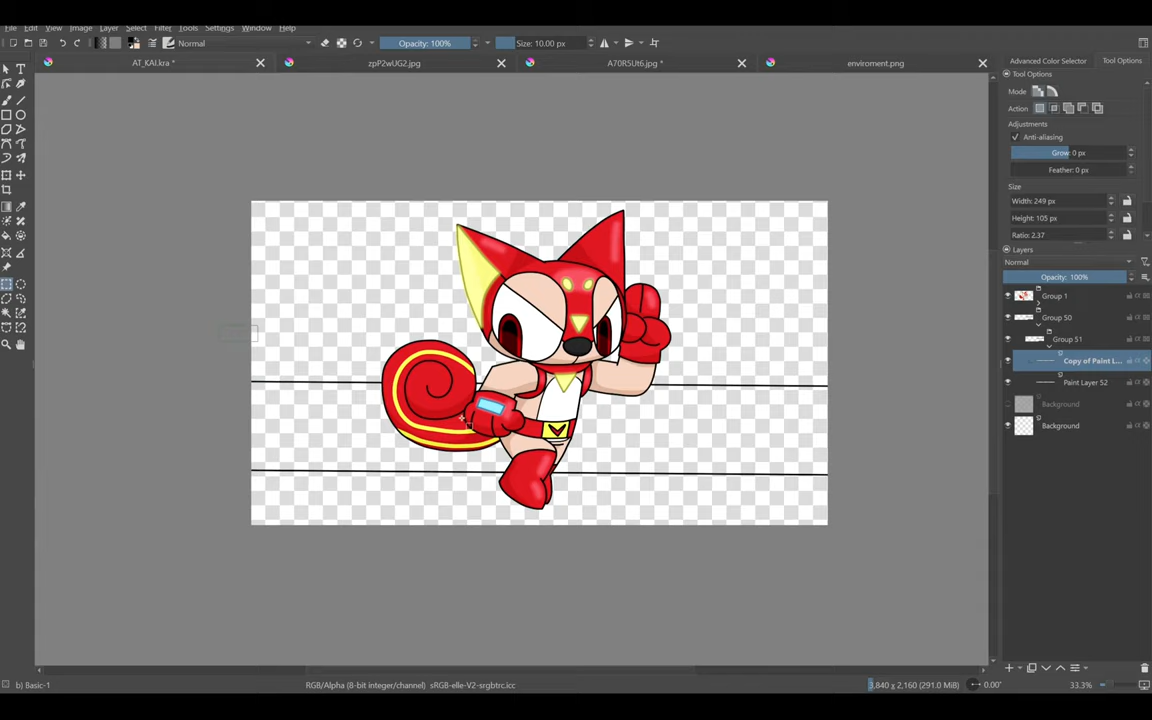 File Edit View Image Layer Select Filter Tools Settings Window Help
Normal Opacity: 100% Size: 10.00 px
AT_KAI.kra * zpP2wUG2.jpg A70R5Ut6.jpg * enviroment.png
Advanced Color Selector Tool Options
Tool Options
Mode
Action
Adjustments
Anti-aliasing
Grow: 0 px
Feather: 0 px
Size
Width: 249 px
Height: 105 px
Ratio: 2.37
Layers
Normal
Opacity: 100%
Group 1
Group 50
Group 51
Copy of Paint L...
Paint Layer 52
Background
Background
b) Basic-1 RGB/Alpha (8-bit integer/channel) sRGB-elle-V2-srgbtrc.icc 3,840 x 2,160 (291.0 MiB) 0.00° 33.3%